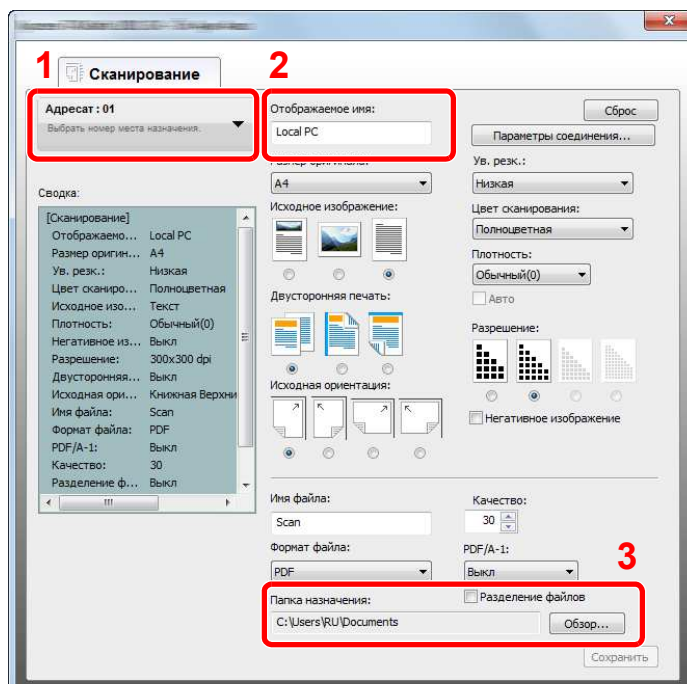 1
2
Сканирование
Адресат : 01
Выбрать номер места назначения.
Сводка:
[Сканирование]
Отображаемо... Local PC
Размер оригин... A4
Ув. резк.: Низкая
Цвет сканиро... Полноцветная
Исходное изо... Текст
Плотность: Обычный(0)
Негативное из... Выкл
Разрешение: 300x300 dpi
Двусторонняя... Выкл
Исходная ори... Книжная Верхни
Имя файла: Scan
Формат файла: PDF
PDF/A-1: Выкл
Качество: 30
Разделение ф... Выкл
Отображаемое имя:
Local PC
Размер оригинала:
A4
Исходное изображение:
Двусторонняя печать:
Исходная ориентация:
Сброс
Параметры соединения...
Ув. резк.:
Низкая
Цвет сканирования:
Полноцветная
Плотность:
Обычный(0)
Авто
Разрешение:
Негативное изображение
Имя файла:
Scan
Качество:
30
Формат файла:
PDF
PDF/A-1:
Выкл
3
Папка назначения:
Разделение файлов
C:\Users\RU\Documents
Обзор...
Сохранить